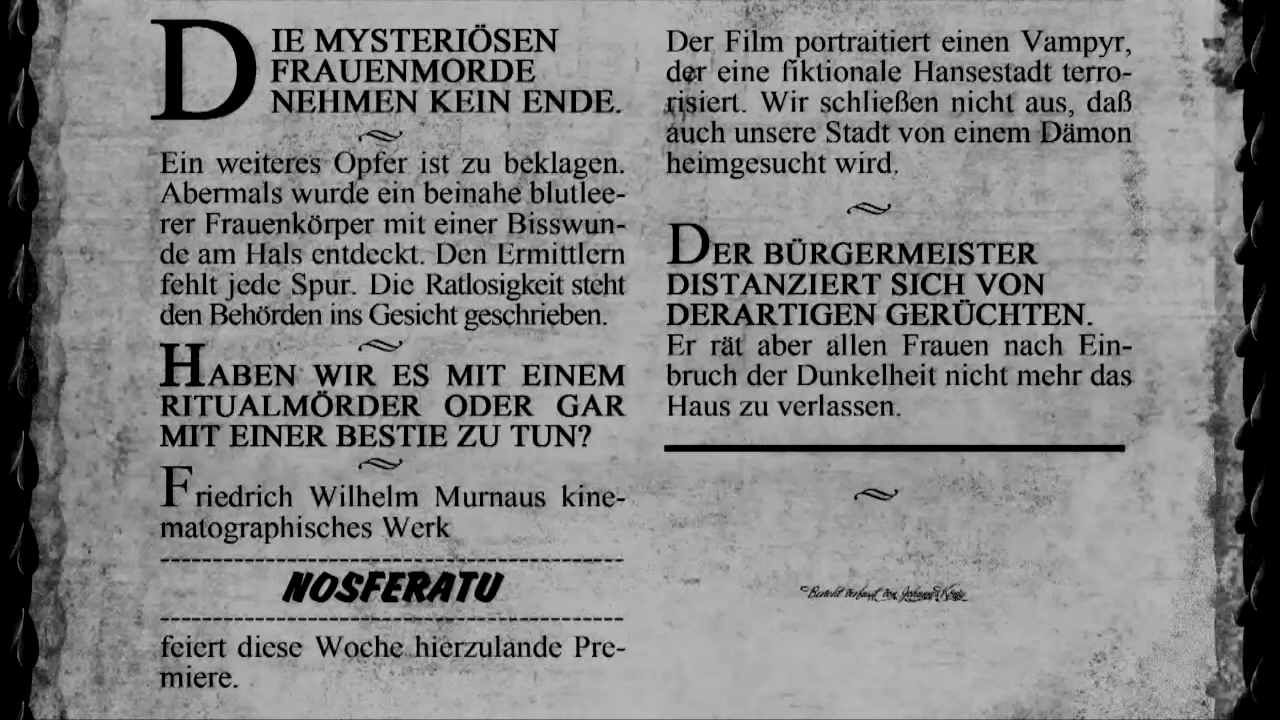 DIE MYSTERIÖSEN
FRAUENMORDE
NEHMEN KEIN ENDE.
Ein weiteres Opfer ist zu beklagen.
Abermals wurde ein beinahe blutlee-
rer Frauenkörper mit einer Bisswun-
de am Hals entdeckt. Den Ermittlern
fehlt jede Spur. Die Ratlosigkeit steht
den Behörden ins Gesicht geschrieben.
HABEN WIR ES MIT EINEM
RITUALMÖRDER ODER GAR
MIT EINER BESTIE ZU TUN?
Friedrich Wilhelm Murnaus kine-
matographisches Werk
NOSFERATU
feiert diese Woche hierzulande Pre-
miere.
Der Film portraitiert einen Vampyr,
der eine fiktionale Hansestadt terro-
risiert. Wir schließen nicht aus, daß
auch unsere Stadt von einem Dämon
heimgesucht wird.
DER BÜRGERMEISTER
DISTANZIERT SICH VON
DERARTIGEN GERÜCHTEN.
Er rät aber allen Frauen nach Ein-
bruch der Dunkelheit nicht mehr das
Haus zu verlassen.
Bericht verfasst von